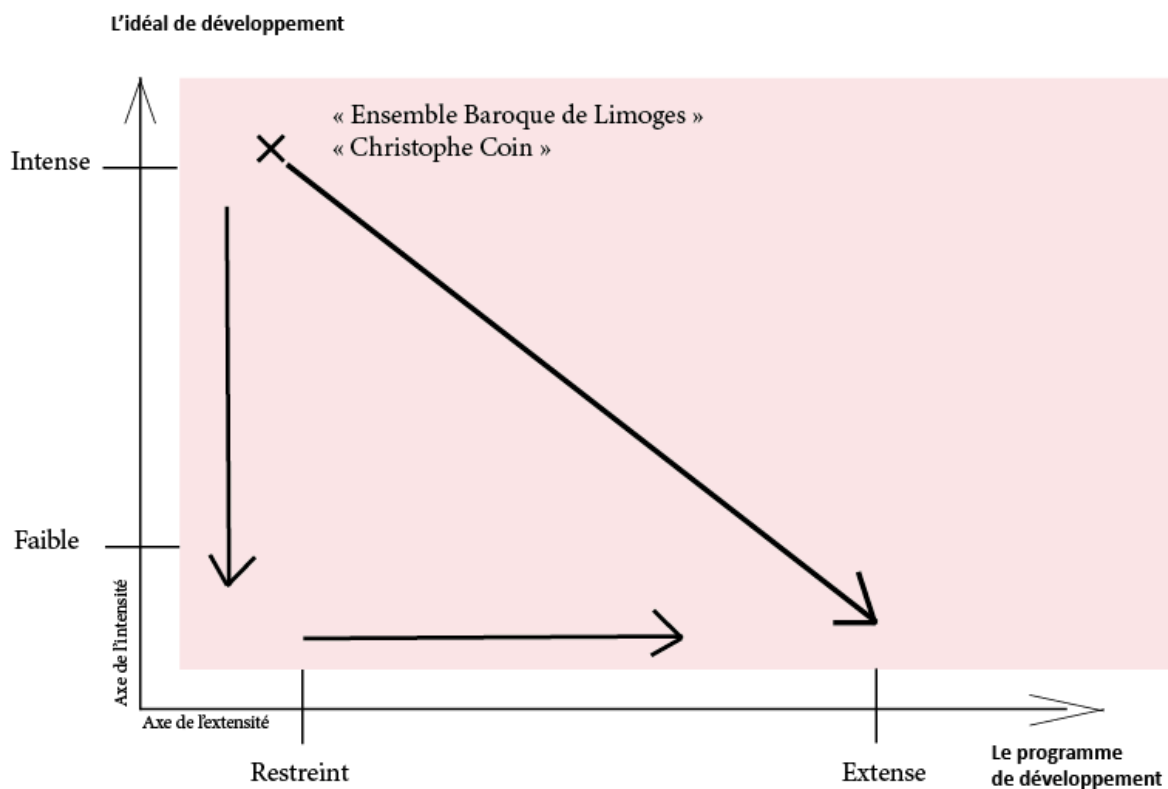 L’idéal de développement
« Ensemble Baroque de Limoges »
« Christophe Coin »
Intense
Faible
Axe de l’intensité
Axe de l’extensité
Restreint
Extense
Le programme
de développement